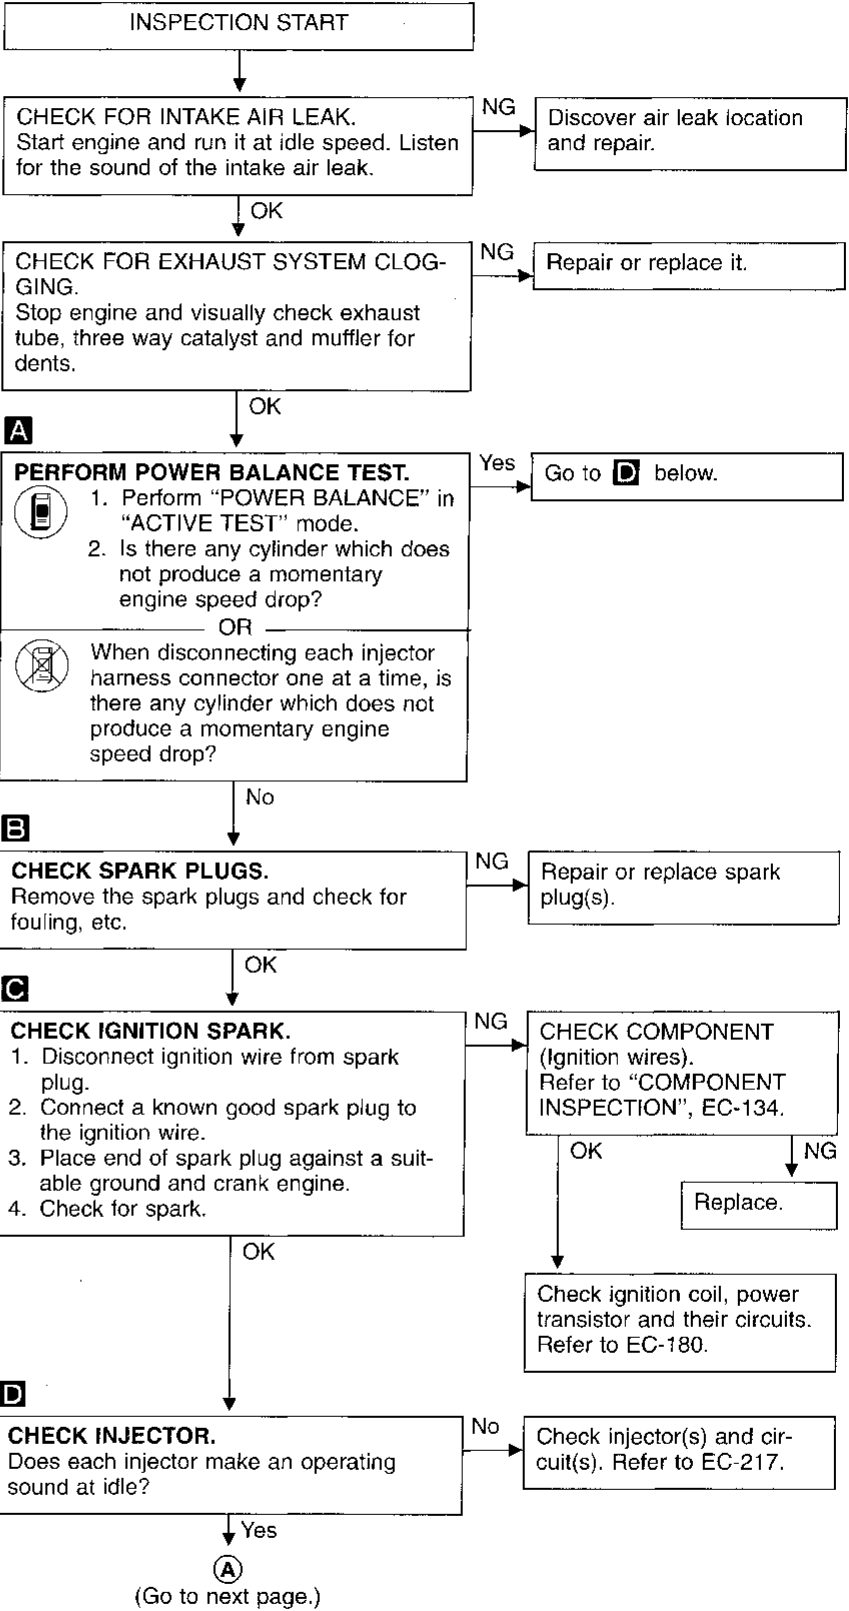 INSPECTION START
CHECK FOR INTAKE AIR LEAK.
Start engine and run it at idle speed. Listen
for the sound of the intake air leak.
NG
Discover air leak location
and repair.
OK
CHECK FOR EXHAUST SYSTEM CLOG-
GING.
Stop engine and visually check exhaust
tube, three way catalyst and muffler for
dents.
NG
Repair or replace it.
OK
A
PERFORM POWER BALANCE TEST.
1. Perform “POWER BALANCE” in
“ACTIVE TEST” mode.
2. Is there any cylinder which does
not produce a momentary
engine speed drop?
OR
When disconnecting each injector
harness connector one at a time, is
there any cylinder which does not
produce a momentary engine
speed drop?
Yes
Go to D below.
No
B
CHECK SPARK PLUGS.
Remove the spark plugs and check for
fouling, etc.
NG
Repair or replace spark
plug(s).
OK
C
CHECK IGNITION SPARK.
1. Disconnect ignition wire from spark
plug.
2. Connect a known good spark plug to
the ignition wire.
3. Place end of spark plug against a suit-
able ground and crank engine.
4. Check for spark.
NG
CHECK COMPONENT
(Ignition wires).
Refer to “COMPONENT
INSPECTION”, EC-134.
OK
NG
Replace.
Check ignition coil, power
transistor and their circuits.
Refer to EC-180.
OK
D
CHECK INJECTOR.
Does each injector make an operating
sound at idle?
No
Check injector(s) and cir-
cuit(s). Refer to EC-217.
Yes
A
(Go to next page.)